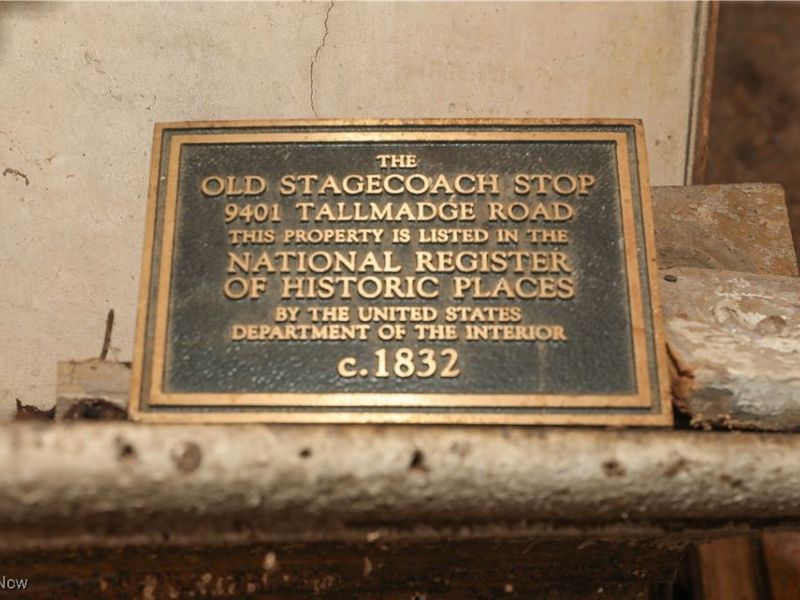 THE
OLD STAGECOACH STOP
9401 TALLMADGE ROAD
THIS PROPERTY IS LISTED IN THE
NATIONAL REGISTER
OF HISTORIC PLACES
BY THE UNITED STATES
DEPARTMENT OF THE INTERIOR
c.1832
Now